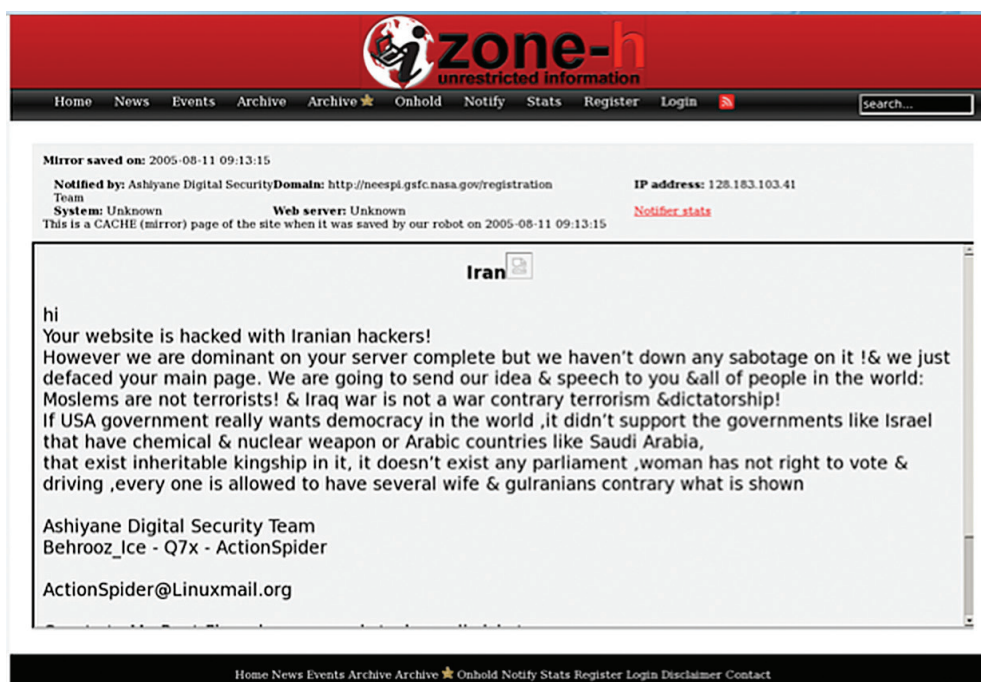 zone-h
unrestricted information
Home News Events Archive Archive Onhold Notify Stats Register Login
search...
Mirror saved on: 2005-08-11 09:13:15
Notified by: Ashiyane Digital Security Team
Domain: http://neespi.gsfc.nasa.gov/registration
IP address: 128.183.103.41
System: Unknown
Web server: Unknown
Notifier stats
This is a CACHE (mirror) page of the site when it was saved by our robot on 2005-08-11 09:13:15
Iran
hi
Your website is hacked with Iranian hackers!
However we are dominant on your server complete but we haven't down any sabotage on it !& we just
defaced your main page. We are going to send our idea & speech to you &all of people in the world:
Moslems are not terrorists! & Iraq war is not a war contrary terrorism &dictatorship!
If USA government really wants democracy in the world ,it didn't support the governments like Israel
that have chemical & nuclear weapon or Arabic countries like Saudi Arabia,
that exist inheritable kingship in it, it doesn't exist any parliament ,woman has not right to vote &
driving ,every one is allowed to have several wife & guIranians contrary what is shown
Ashiyane Digital Security Team
Behrooz_Ice - Q7x - ActionSpider
ActionSpider@Linuxmail.org
Home News Events Archive Archive Onhold Notify Stats Register Login Disclaimer Contact